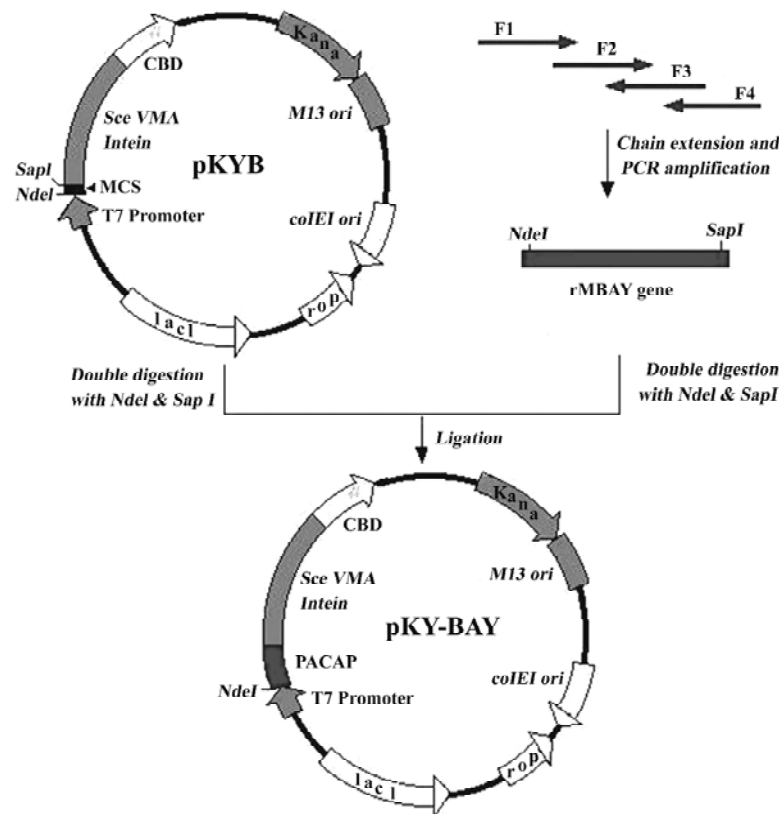 CBD
Kana
Sce VMA
Intein
M13 ori
pKYB
SapI
NdeI
MCS
T7 Promoter
colEI ori
rop
lacI
F1
F2
F3
F4
Chain extension and
PCR amplification
NdeI
SapI
rMBAY gene
Double digestion
with NdeI & Sap I
Double digestion
with NdeI & SapI
Ligation
CBD
Kana
Sce VMA
Intein
M13 ori
pKY-BAY
PACAP
NdeI
T7 Promoter
colEI ori
rop
lacI